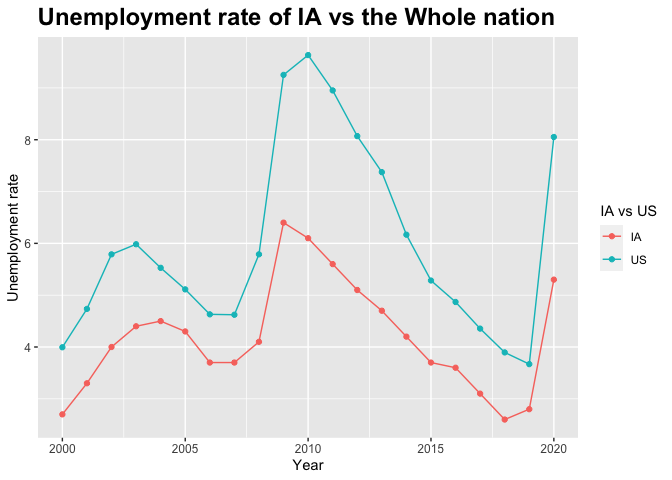 Unemployment rate of IA vs the Whole nation
8
6
4
Unemployment rate
2000
2005
2010
2015
2020
Year
IA vs US
IA
US